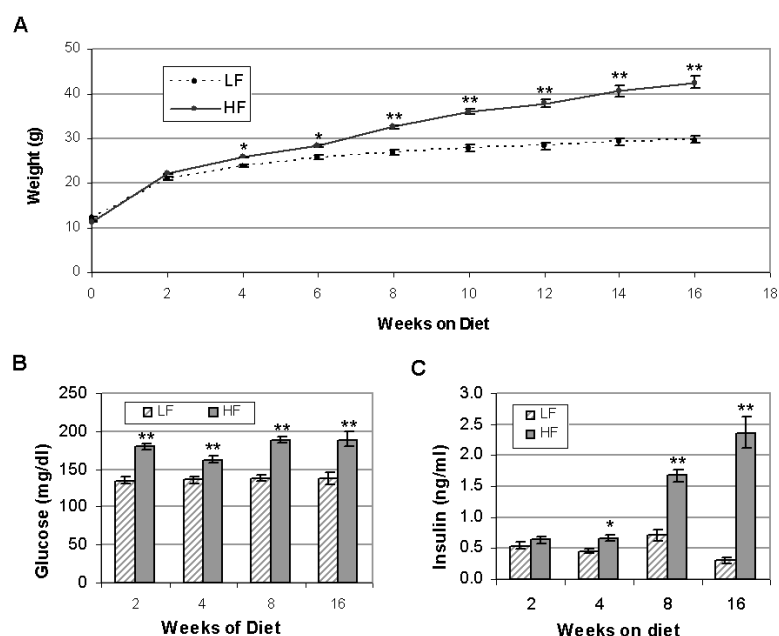 A
50
40
30
20
10
0
Weight (g)
LF
HF
*
*
**
**
**
**
**
0 2 4 6 8 10 12 14 16 18
Weeks on Diet
B
250
200
150
100
50
0
Glucose (mg/dl)
LF HF
**
**
**
**
2 4 8 16
Weeks of Diet
C
3.0
2.5
2.0
1.5
1.0
0.5
0.0
Insulin (ng/ml)
LF
HF
*
**
**
2 4 8 16
Weeks on diet